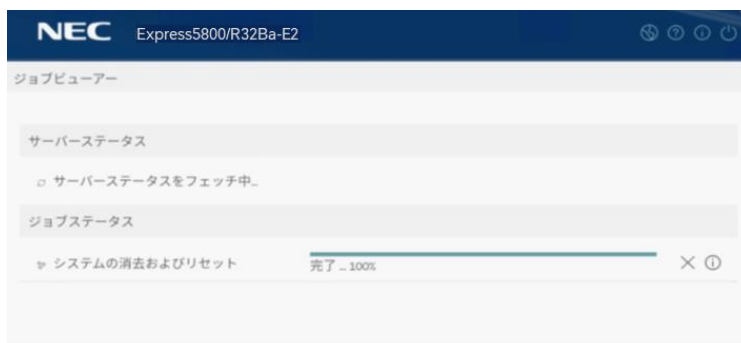 NEC Express5800/R32Ba-E2
ジョブビューアー
サーバーステータス
サーバーステータスをフェッチ中...
ジョブステータス
システムの消去およびリセット 完了 ... 100%